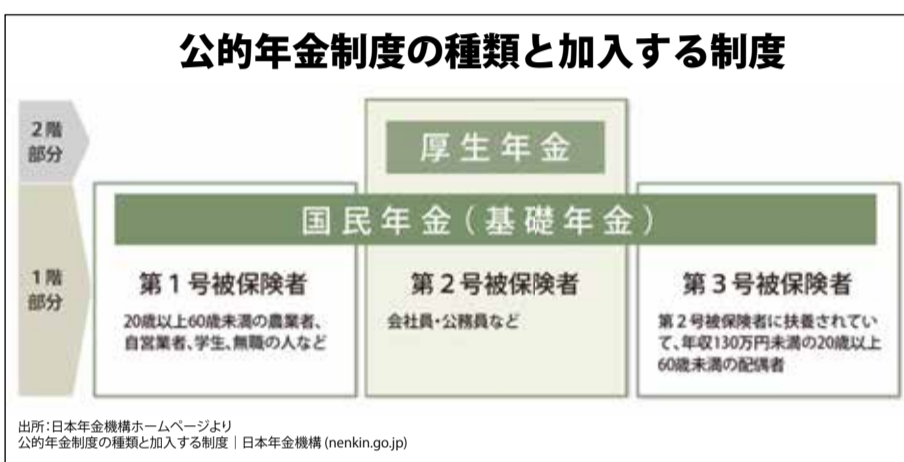 公的年金制度の種類と加入する制度
2階
部分
厚生年金
国民年金(基礎年金)
1階
部分
第1号被保険者
20歳以上60歳未満の農業者、
自営業者、学生、無職の人など
第2号被保険者
会社員・公務員など
第3号被保険者
第2号被保険者に扶養されてい
て、年収130万円未満の20歳以上
60歳未満の配偶者
出所:日本年金機構ホームページより
公的年金制度の種類と加入する制度|日本年金機構 (nenkin.go.jp)